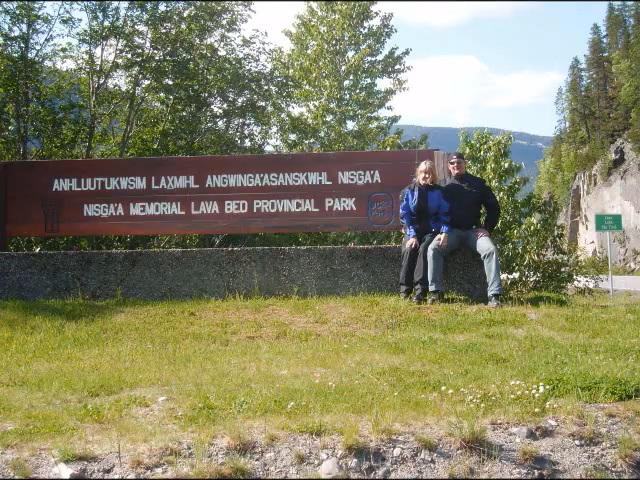 ANHLUUT'UKWSIM LAXMIHL ANGWINGA'ASANSKWHL NISGA'A
NISGA'A MEMORIAL LAVA BED PROVINCIAL PARK